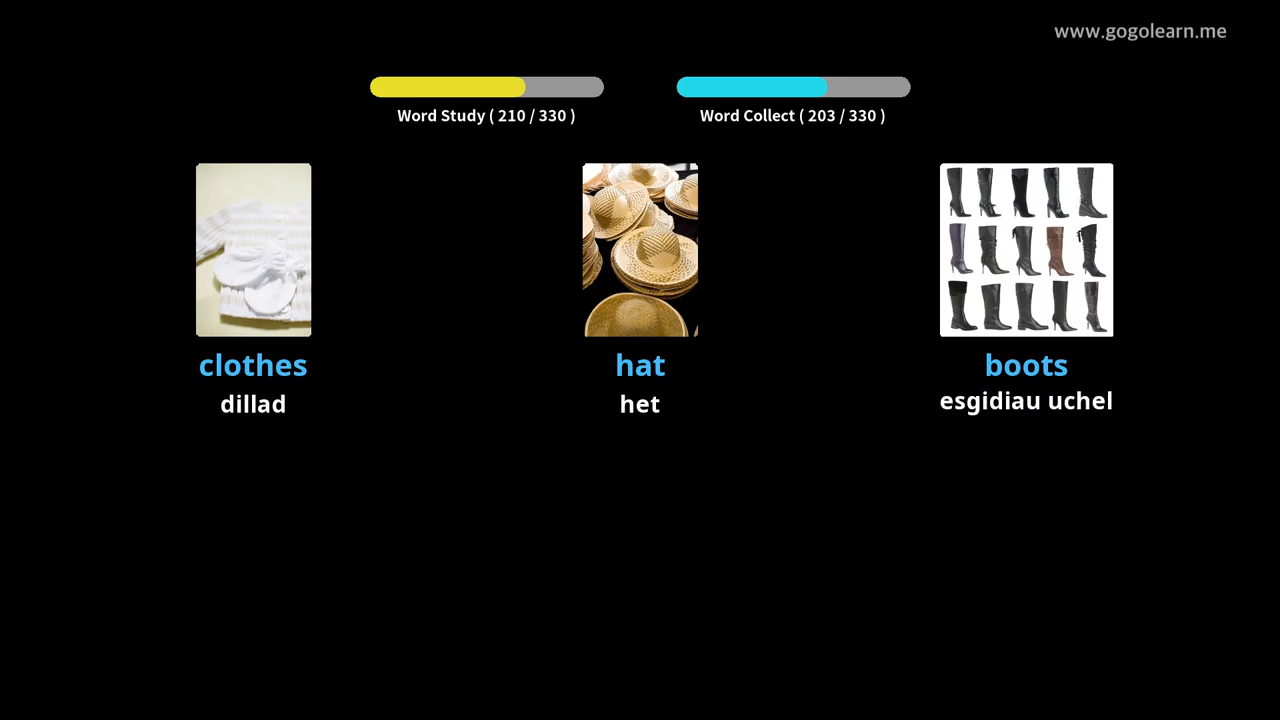 www.gogolearn.me
Word Study ( 210 / 330 )
Word Collect ( 203 / 330 )
clothes
dillad
hat
het
boots
esgidiau uchel